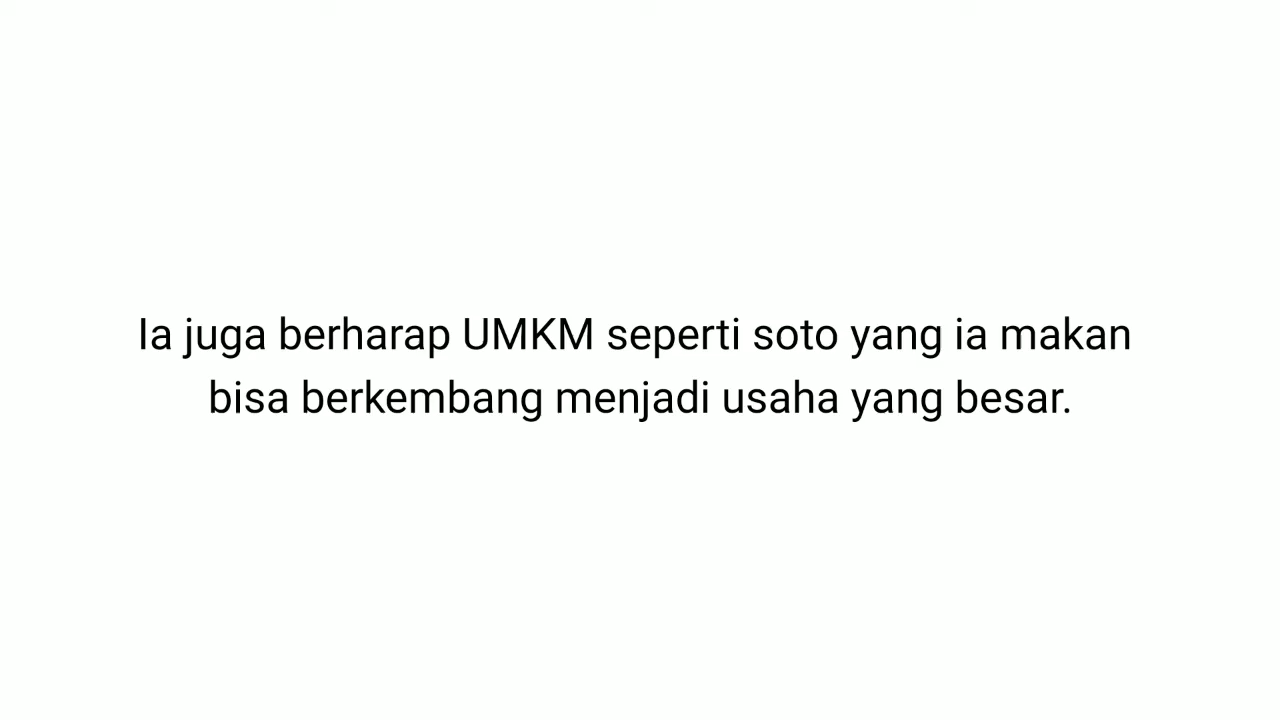 Ia juga berharap UMKM seperti soto yang ia makan
bisa berkembang menjadi usaha yang besar.